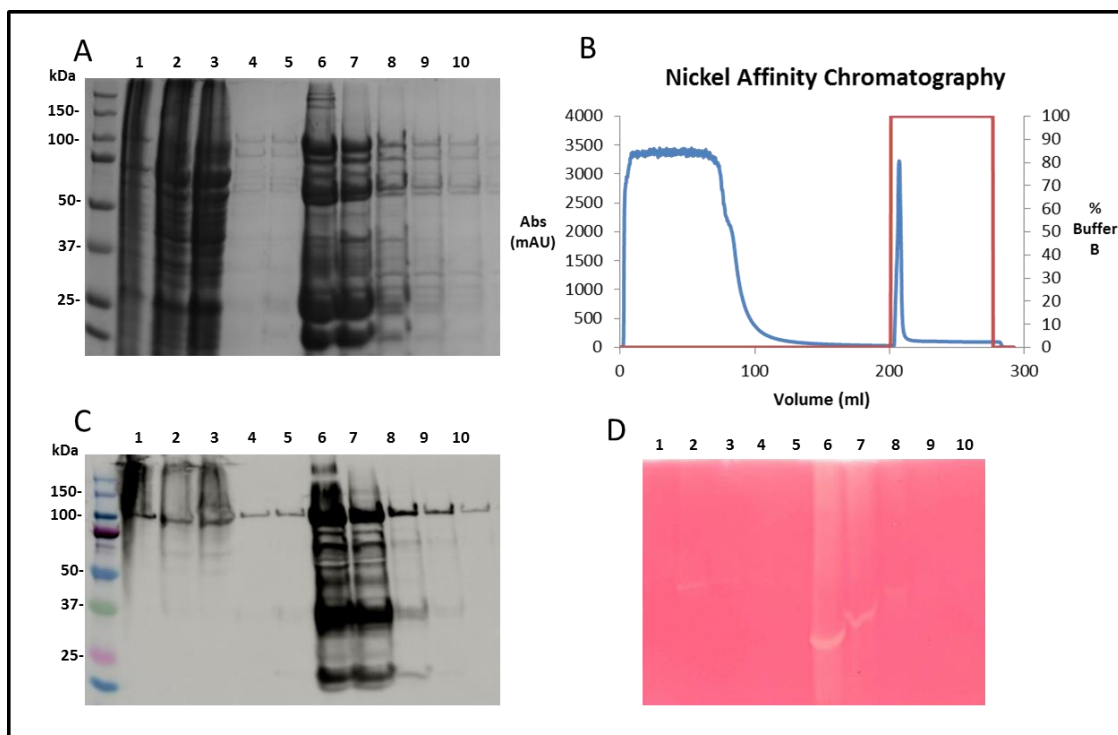 A
kDa 1 2 3 4 5 6 7 8 9 10
150-
100-
50-
37-
25-
B
Nickel Affinity Chromatography
4000
3500
3000
2500
2000
1500
1000
500
0
Abs
(mAU)
100
90
80
70
60
50
40
30
20
10
0
%
Buffer
B
0 100 200 300
Volume (ml)
C
kDa 1 2 3 4 5 6 7 8 9 10
150-
100-
50-
37-
25-
D
1 2 3 4 5 6 7 8 9 10